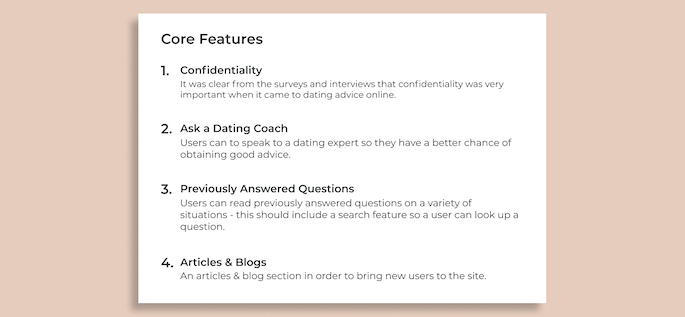 Core Features
1. Confidentiality
It was clear from the surveys and interviews that confidentiality was very
important when it came to dating advice online.
2. Ask a Dating Coach
Users can to speak to a dating expert so they have a better chance of
obtaining good advice.
3. Previously Answered Questions
Users can read previously answered questions on a variety of
situations - this should include a search feature so a user can look up a
question.
4. Articles & Blogs
An articles & blog section in order to bring new users to the site.